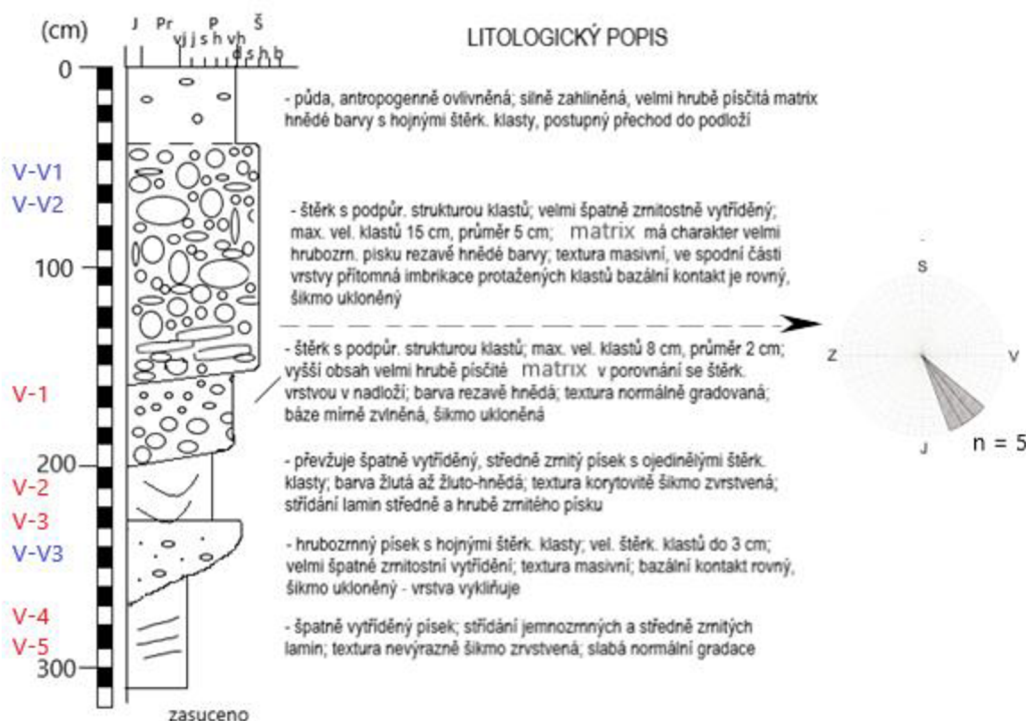 (cm)
J Pr P Š
vj j s h vh
d s h b
LITOLOGICKÝ POPIS
0
- půda, antropogenně ovlivněná; silně zahliněná, velmi hrubě písčitá matrix
hnědé barvy s hojnými štěrk. klasty, postupný přechod do podloží
V-V1
V-V2
- štěrk s podpůr. strukturou klastů; velmi špatně zrnitostně vytříděný;
max. vel. klastů 15 cm, průměr 5 cm; matrix má charakter velmi
hrubozrn. pisku rezavě hnědé barvy; textura masivní, ve spodní části
vrstvy přítomná imbrikace protažených klastů bazální kontakt je rovný,
šikmo ukloněný
100
S
Z
V
J
n = 5
- štěrk s podpůr. strukturou klastů; max. vel. klastů 8 cm, průměr 2 cm;
vyšší obsah velmi hrubě písčité matrix v porovnání se štěrk.
vrstvou v nadloží; barva rezavě hnědá; textura normálně gradovaná;
báze mírně zvlněná, šikmo ukloněná
V-1
200
- převžuje špatně vytříděný, středně zrnitý písek s ojedinělými štěrk.
klasty; barva žlutá až žluto-hnědá; textura korytovitě šikmo zvrstvená;
střídání lamin středně a hrubě zrnitého písku
V-2
V-3
V-V3
- hrubozrnný písek s hojnými štěrk. klasty; vel. štěrk. klastů do 3 cm;
velmi špatné zrnitostní vytřídění; textura masivní; bazální kontakt rovný,
šikmo ukloněný - vrstva vykliňuje
V-4
V-5
- špatně vytříděný písek; střídání jemnozrnných a středně zrnitých
lamin; textura nevýrazně šikmo zrvstvená; slabá normální gradace
300
zasuceno